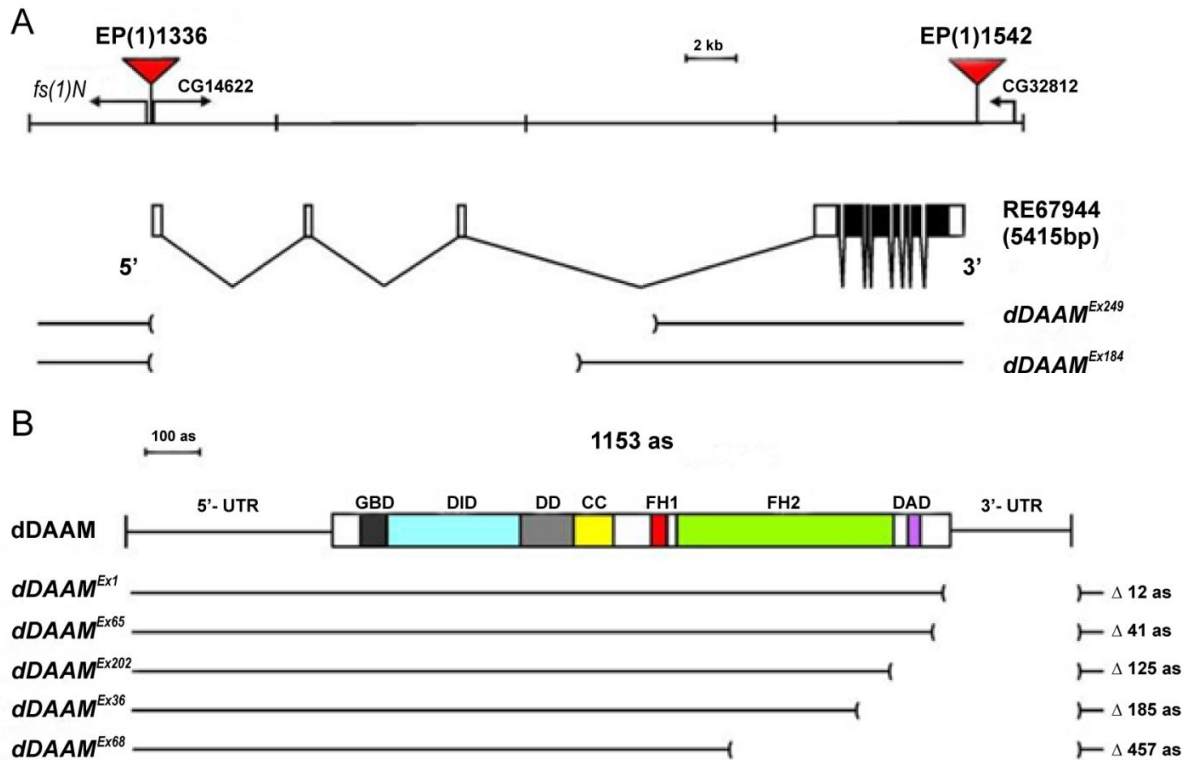 A
EP(1)1336
EP(1)1542
2 kb
fs(1)N
CG14622
CG32812
RE67944
(5415bp)
5’
3’
dDAAM^Ex249
dDAAM^Ex184
B
100 as
1153 as
5’- UTR
GBD
DID
DD
CC
FH1
FH2
DAD
3’- UTR
dDAAM
dDAAM^Ex1
Δ 12 as
dDAAM^Ex65
Δ 41 as
dDAAM^Ex202
Δ 125 as
dDAAM^Ex36
Δ 185 as
dDAAM^Ex68
Δ 457 as